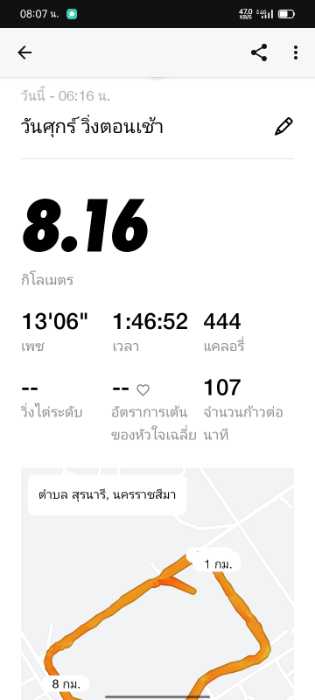 08:07 น.
47.0 KB/S 4G
วันนี้ - 06:16 น.
วันศุกร์ วิ่งตอนเช้า
8.16
กิโลเมตร
13'06" 1:46:52 444
เพซ เวลา แคลอรี่
-- -- 107
วิ่งไต่ระดับ อัตราการเต้น จำนวนก้าวต่อ
ของหัวใจเฉลี่ย นาที
ตำบล สุรนารี, นครราชสีมา
1 กม.
8 กม.